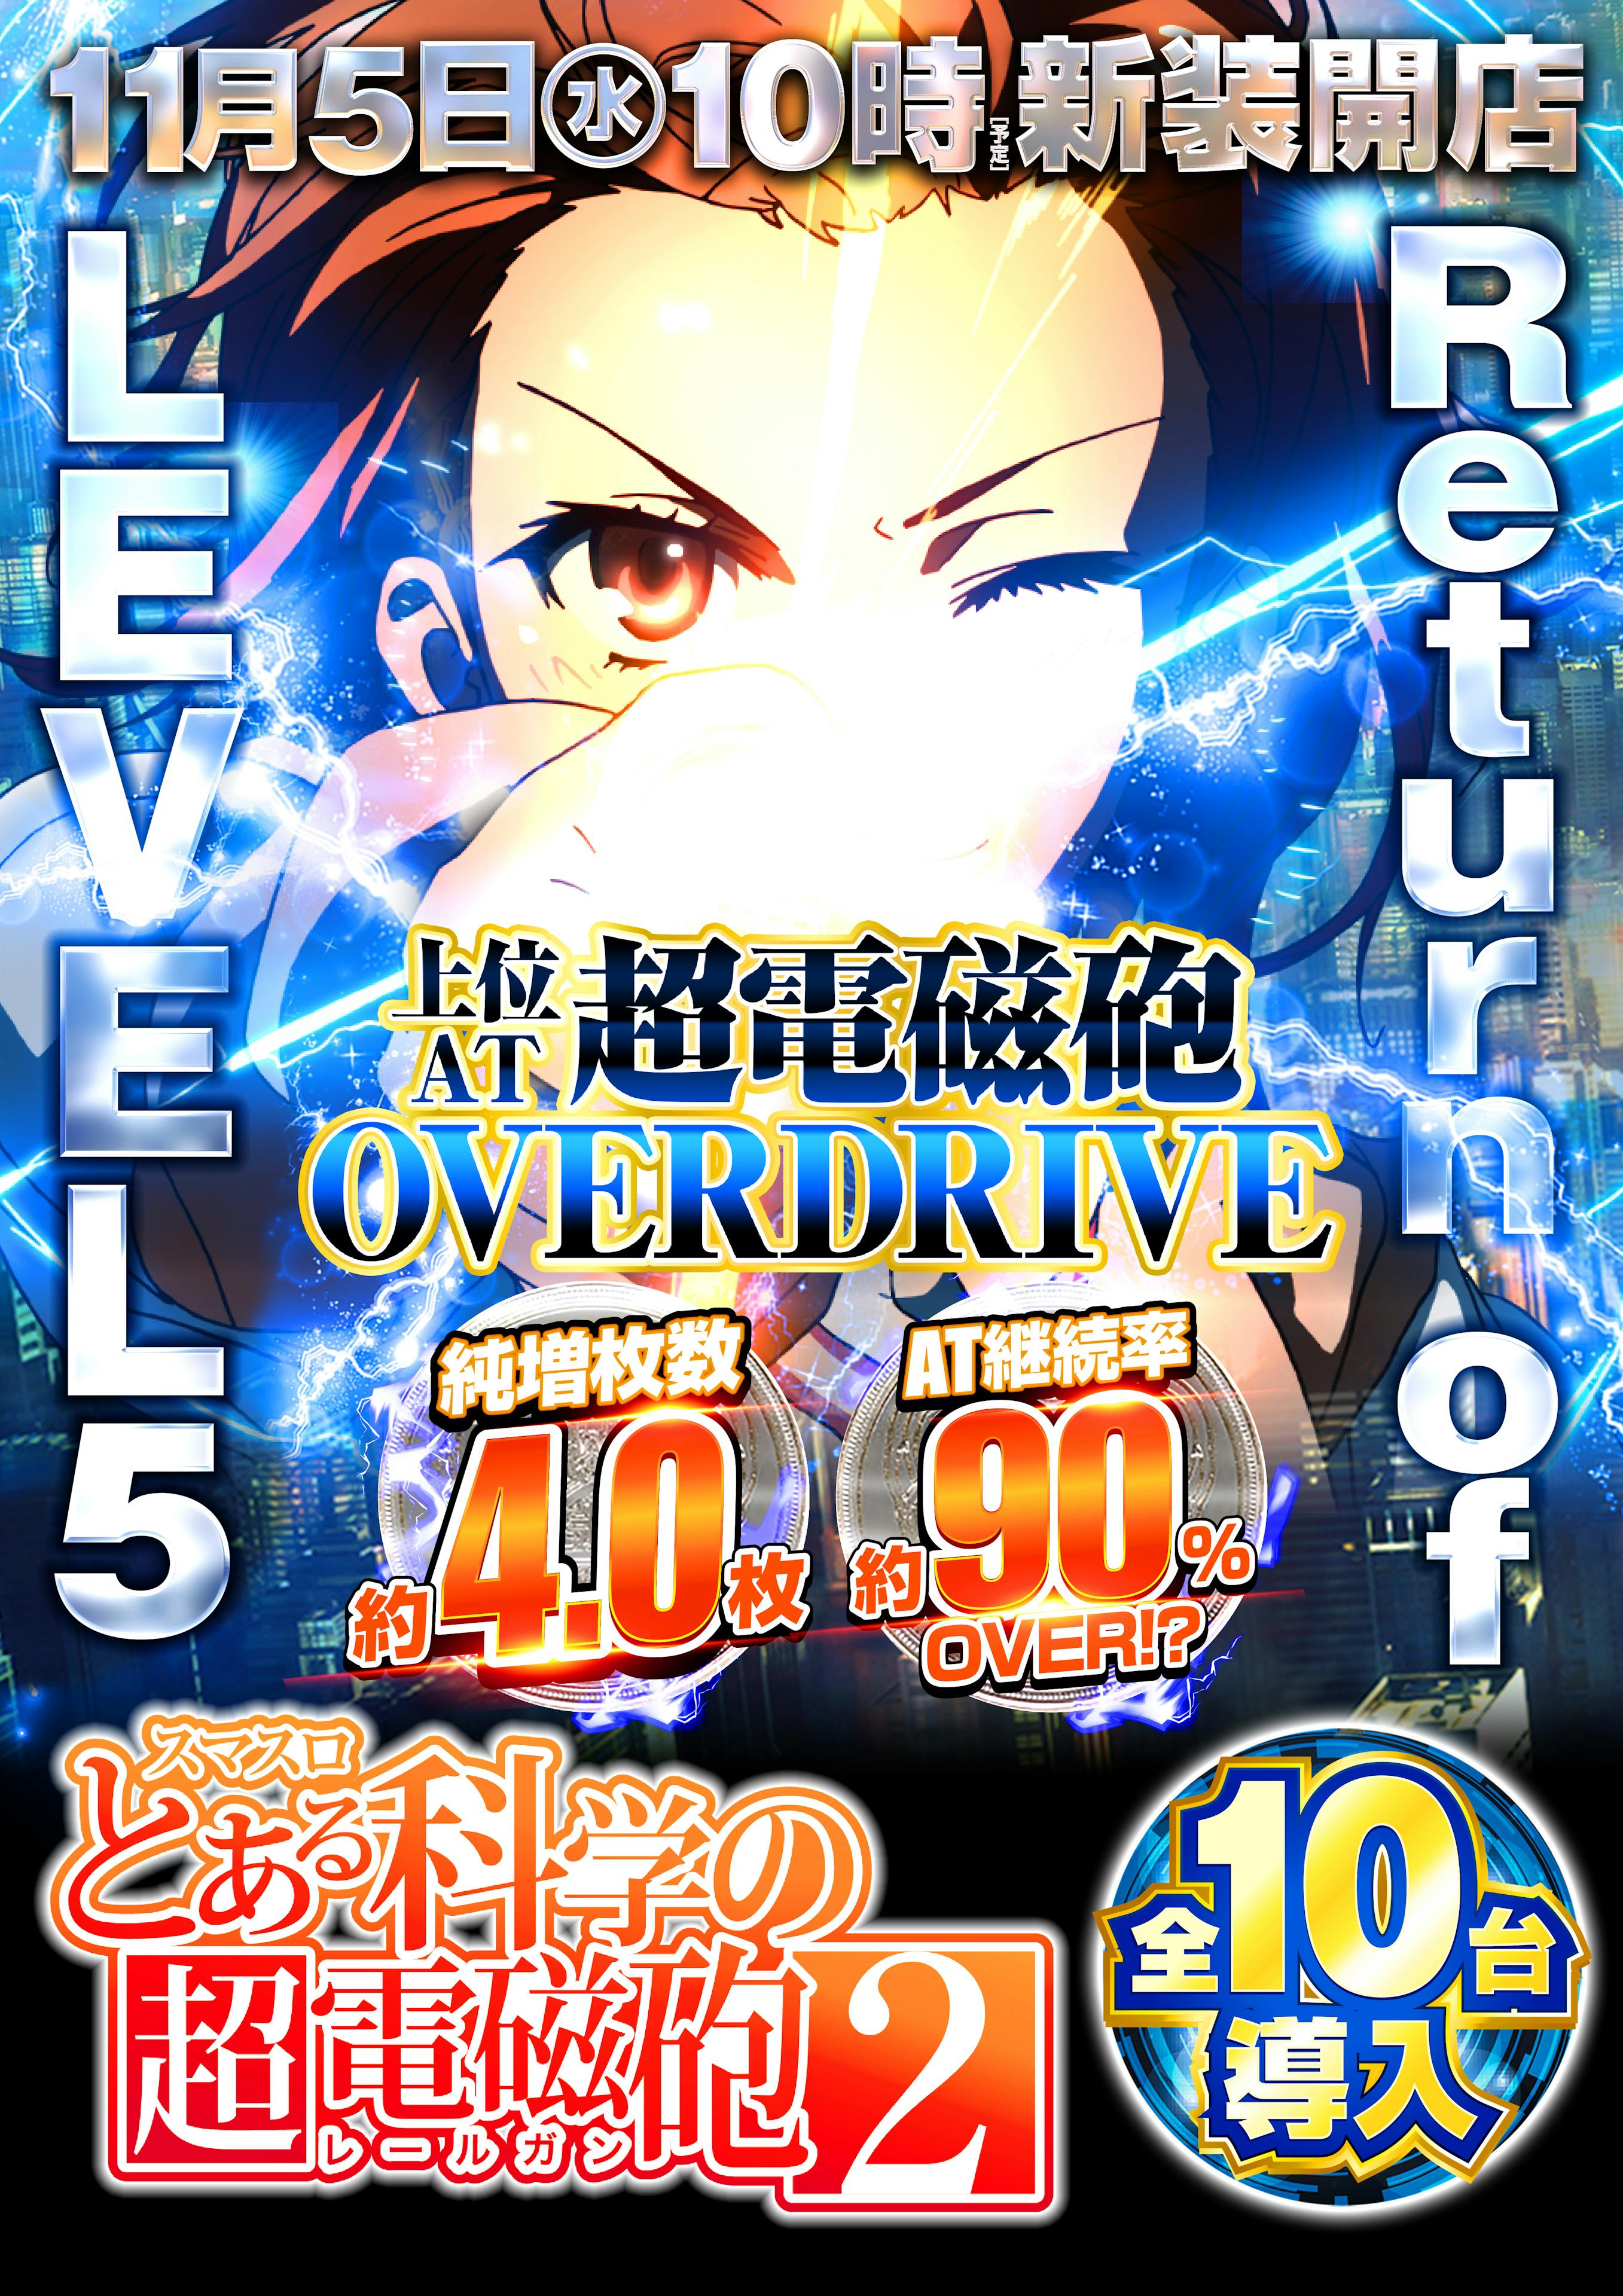 11月5日㊌10時[予定]新装開店
Return of
LEVEL5
上位AT 超電磁砲
OVERDRIVE
純増枚数
約4.0枚
AT継続率
約90%
OVER!?
スマスロ
とある科学の
超電磁砲2
レールガン
全10台
導入